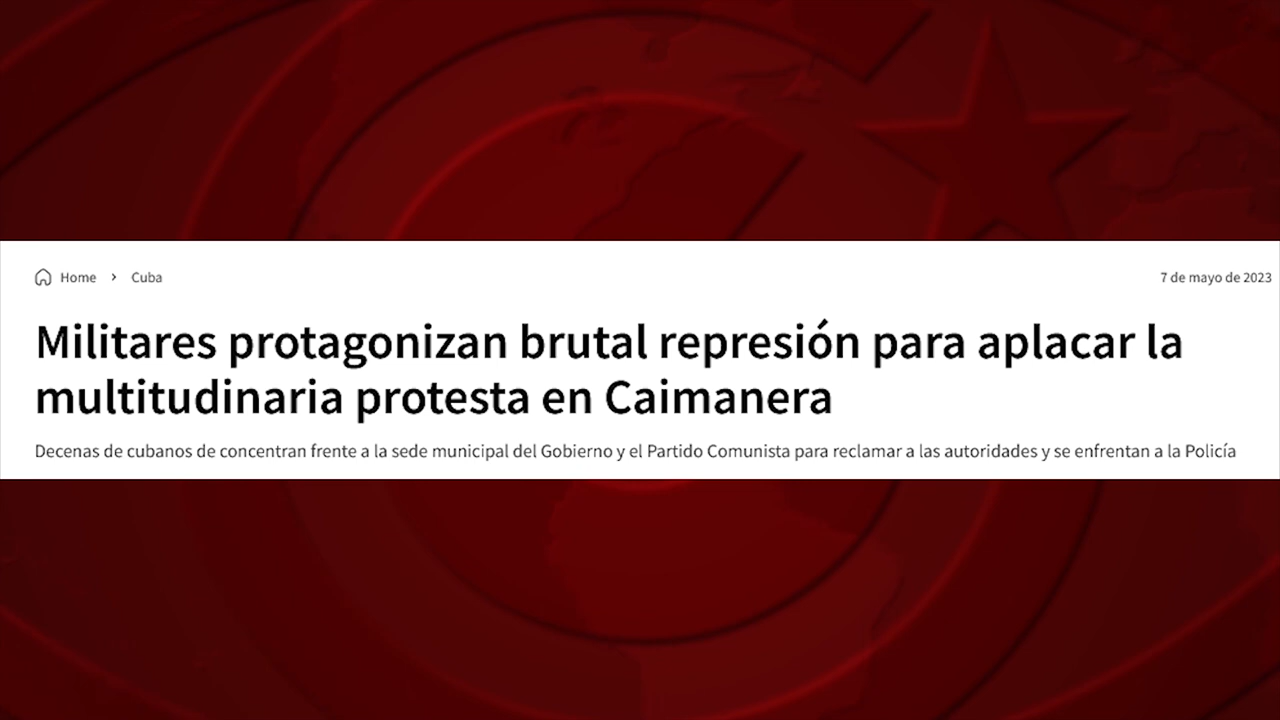 Home > Cuba
7 de mayo de 2023
Militares protagonizan brutal represión para aplacar la
multitudinaria protesta en Caimanera
Decenas de cubanos de concentran frente a la sede municipal del Gobierno y el Partido Comunista para reclamar a las autoridades y se enfrentan a la Policía